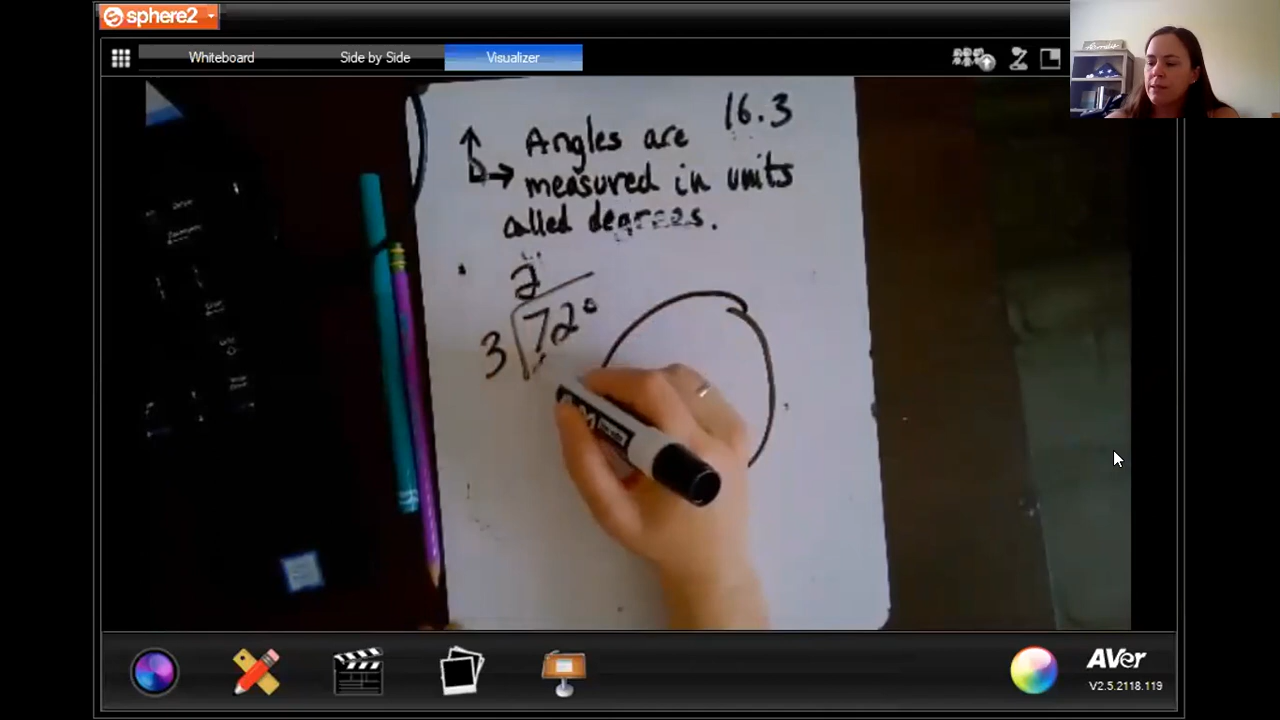 sphere2
Whiteboard
Side by Side
Visualizer
16.3
Angles are
measured in units
called degrees.
2
3 72°
AVer
V2.5.2118.119